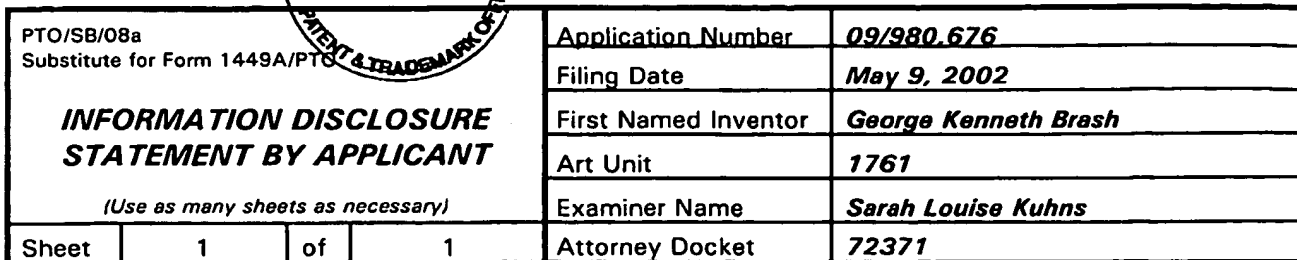 PATENT & TRADEMARK
PTO/SB/08a
Substitute for Form 1449A/PTO
INFORMATION DISCLOSURE
STATEMENT BY APPLICANT
(Use as many sheets as necessary)
Sheet 1 of 1
Application Number 09/980,676
Filing Date May 9, 2002
First Named Inventor George Kenneth Brash
Art Unit 1761
Examiner Name Sarah Louise Kuhns
Attorney Docket 72371